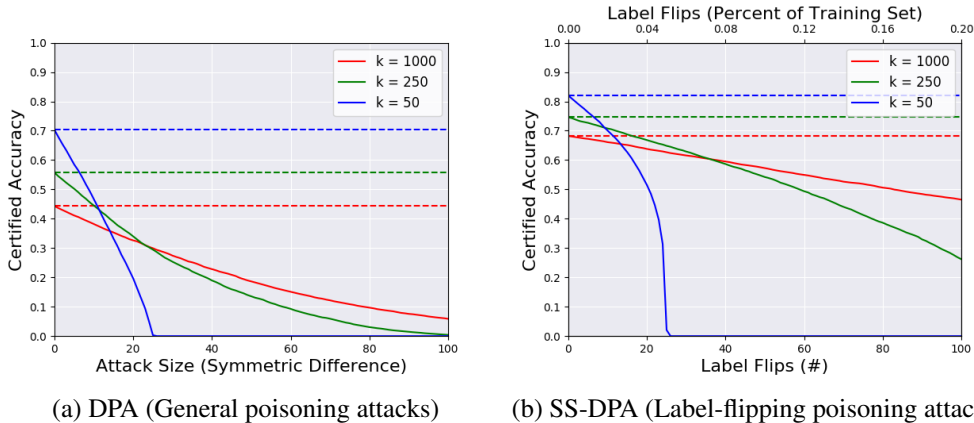 1.0
0.9
0.8
0.7
0.6
0.5
0.4
0.3
0.2
0.1
0.0
Certified Accuracy
k = 1000
k = 250
k = 50
0 20 40 60 80 100
Attack Size (Symmetric Difference)
(a) DPA (General poisoning attacks)
Label Flips (Percent of Training Set)
0.00 0.04 0.08 0.12 0.16 0.20
1.0
0.9
0.8
0.7
0.6
0.5
0.4
0.3
0.2
0.1
0.0
Certified Accuracy
k = 1000
k = 250
k = 50
0 20 40 60 80 100
Label Flips (#)
(b) SS-DPA (Label-flipping poisoning attac